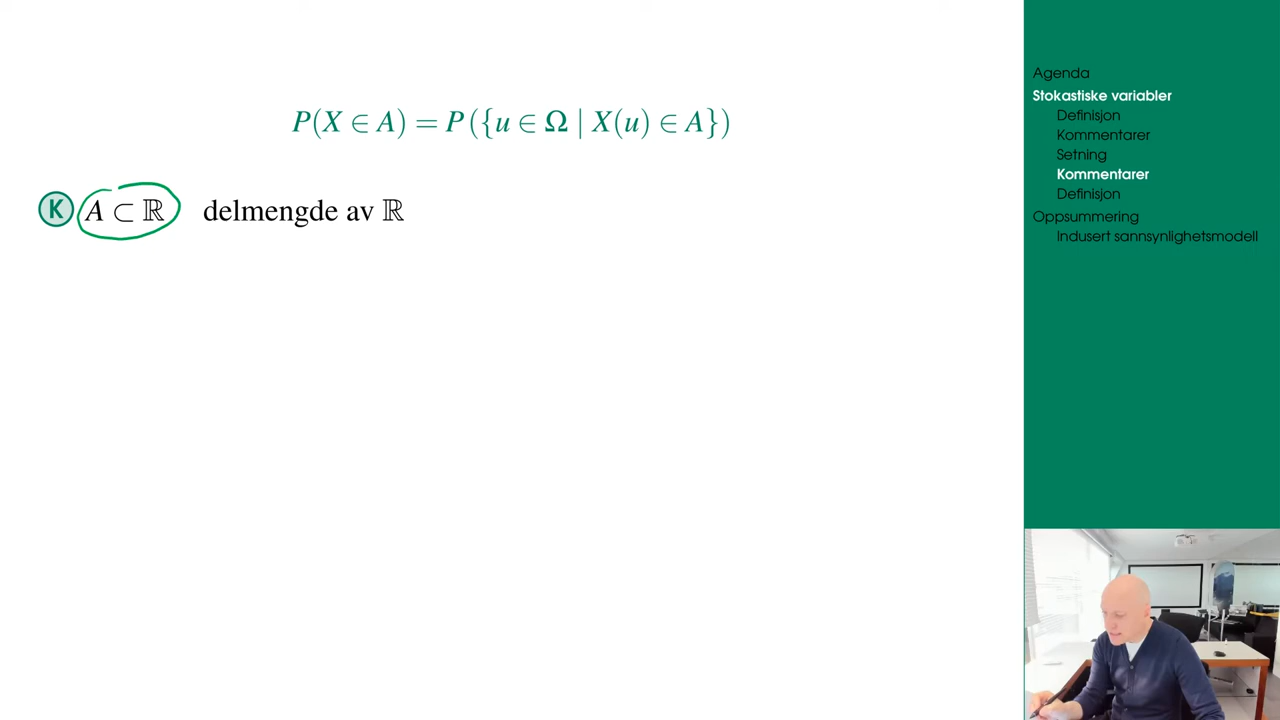 P(X ∈ A) = P({u ∈ Ω | X(u) ∈ A})
K A ⊂ ℝ delmengde av ℝ
Agenda
Stokastiske variabler
Definisjon
Kommentarer
Setning
Kommentarer
Definisjon
Oppsummering
Indusert sannsynlighetsmodell